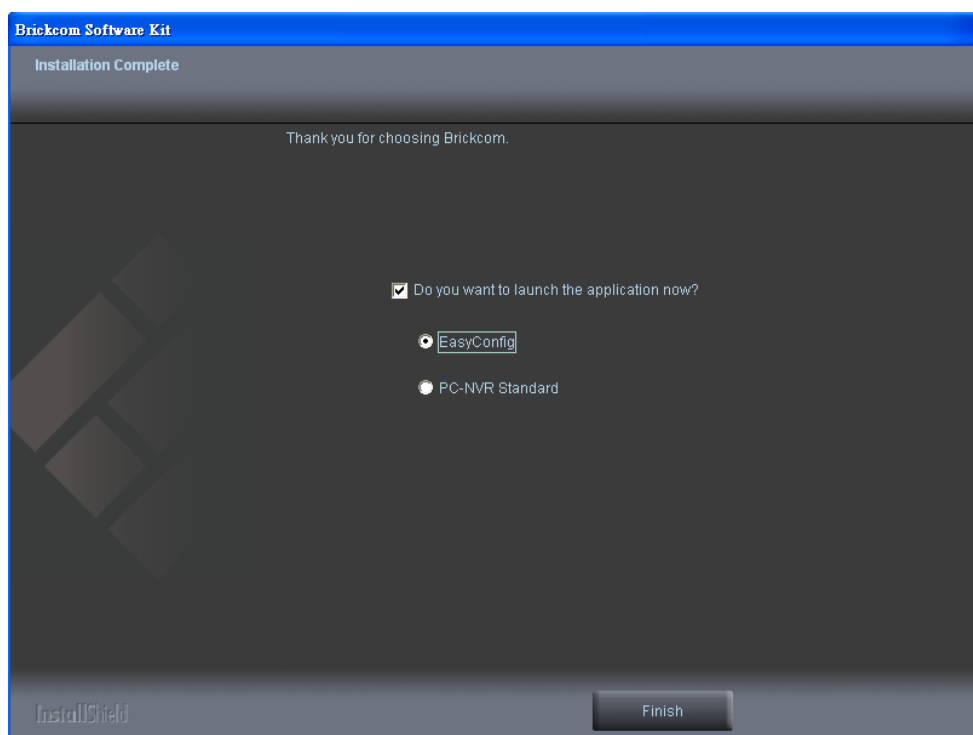 Brickcom Software Kit
Installation Complete
Thank you for choosing Brickcom.
Do you want to launch the application now?
EasyConfig
PC-NVR Standard
InstallShield
Finish